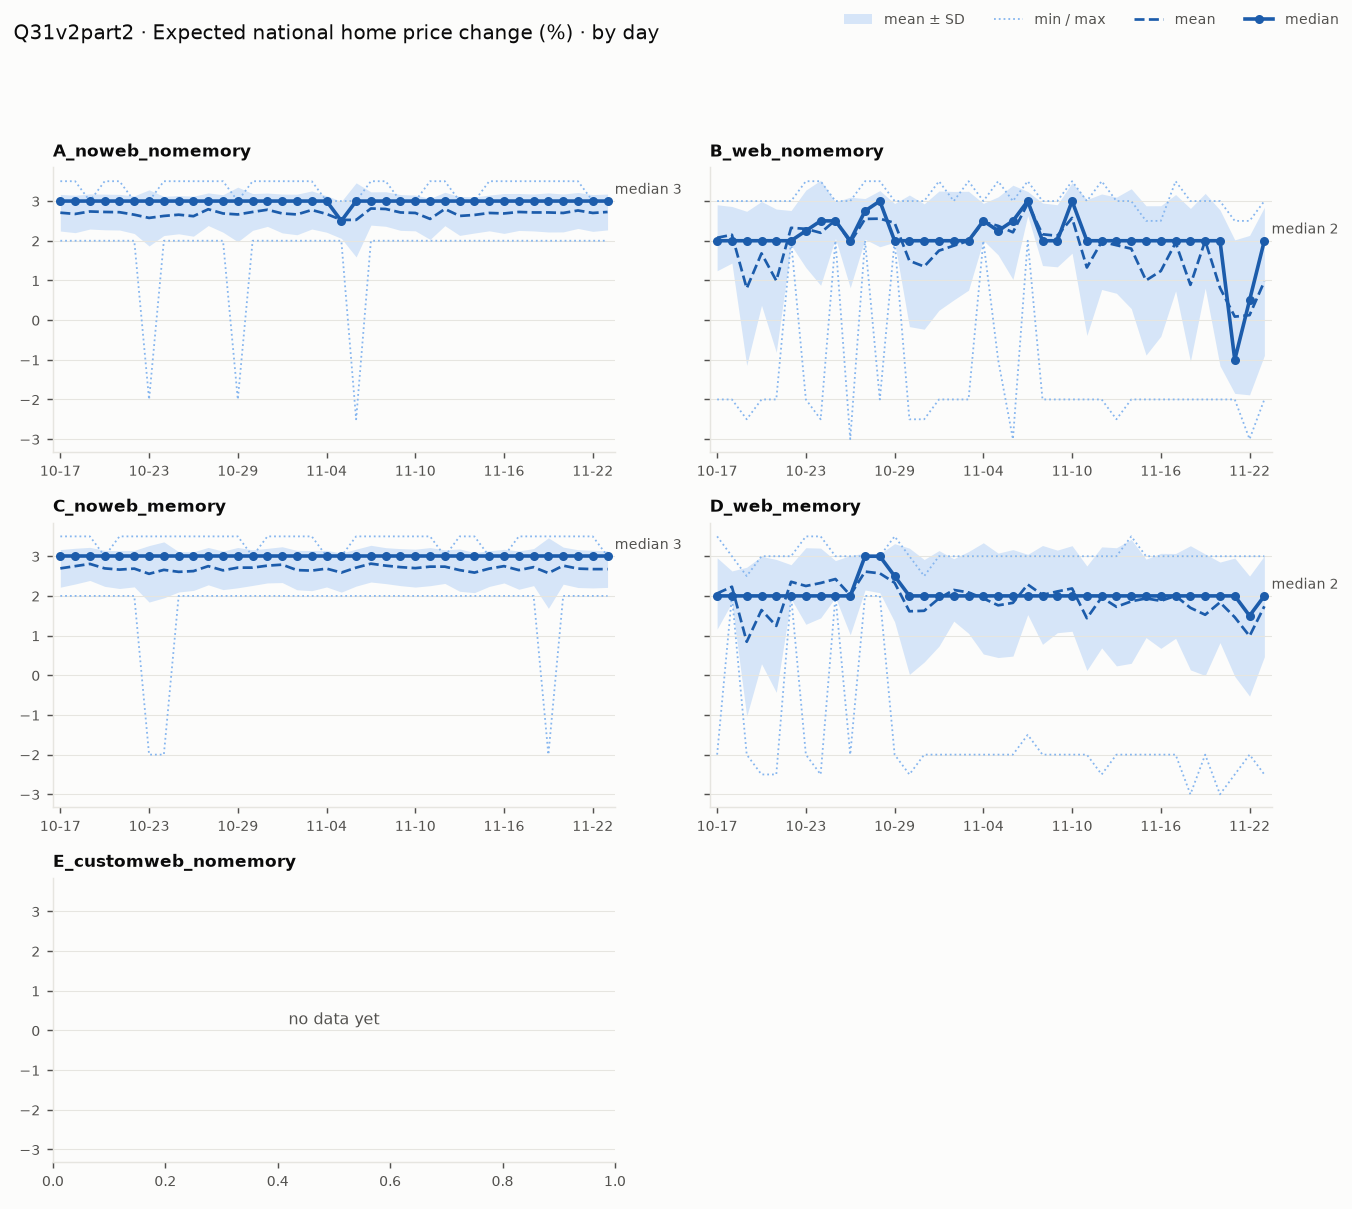 mean ± SD   min / max   mean   median
Q31v2part2 · Expected national home price change (%) · by day
A_noweb_nomemory
3
2
1
0
−1
−2
−3
10-17 10-23 10-29 11-04 11-10 11-16 11-22
median 3
B_web_nomemory
10-17 10-23 10-29 11-04 11-10 11-16 11-22
median 2
C_noweb_memory
3
2
1
0
−1
−2
−3
10-17 10-23 10-29 11-04 11-10 11-16 11-22
median 3
D_web_memory
10-17 10-23 10-29 11-04 11-10 11-16 11-22
median 2
E_customweb_nomemory
3
2
1
0
−1
−2
−3
no data yet
0.0 0.2 0.4 0.6 0.8 1.0